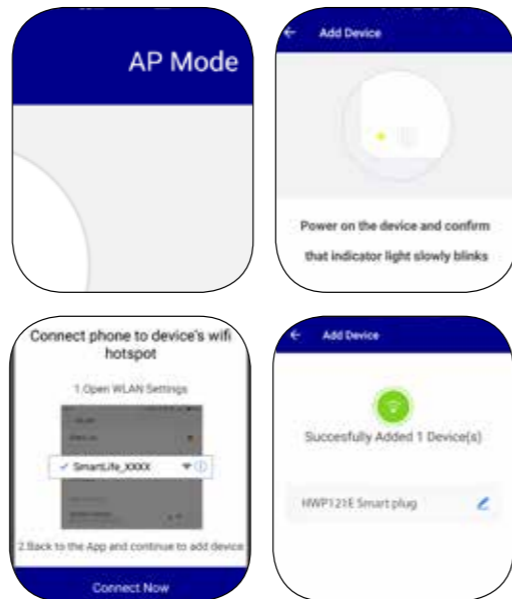 AP Mode
Add Device
Power on the device and confirm
that indicator light slowly blinks
Connect phone to device's wifi
hotspot
1.Open WLAN Settings
SmartLife_XXXX
2.Back to the App and continue to add device
Connect Now
Add Device
Succesfully Added 1 Device(s)
HWP121E Smart plug